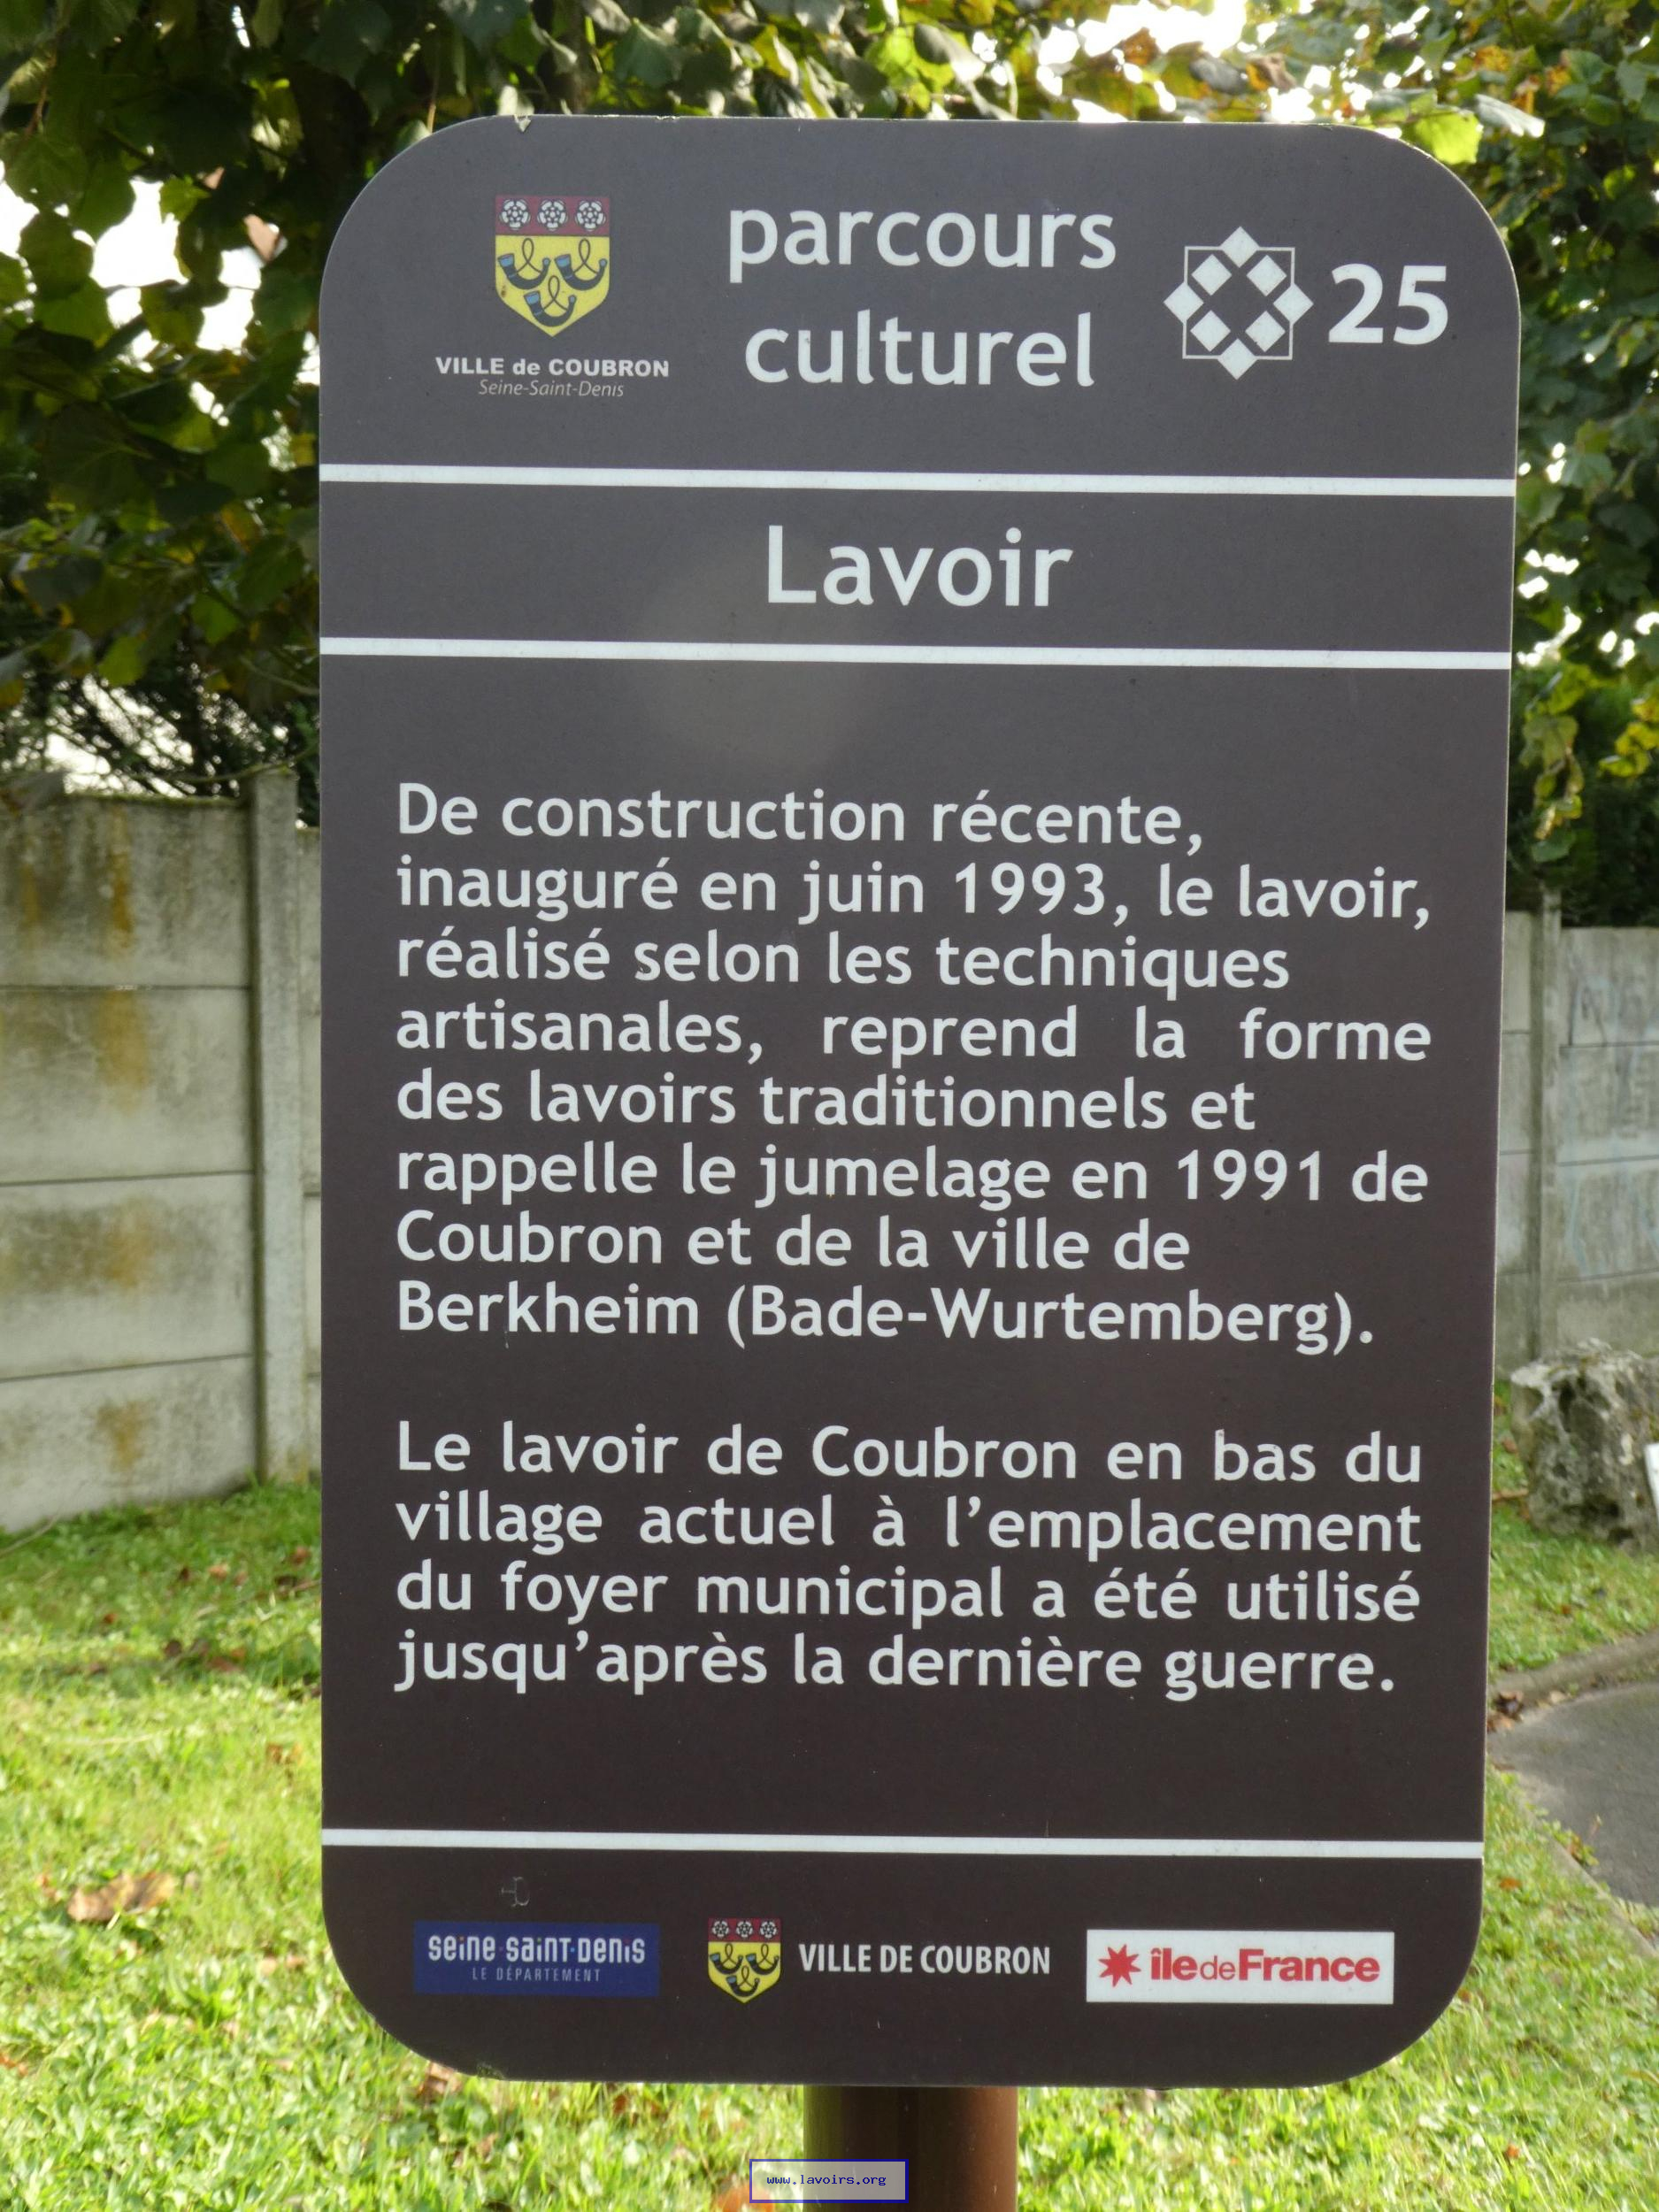 parcours
culturel
25
VILLE de COUBRON
Seine-Saint-Denis
Lavoir
De construction récente,
inauguré en juin 1993, le lavoir,
réalisé selon les techniques
artisanales, reprend la forme
des lavoirs traditionnels et
rappelle le jumelage en 1991 de
Coubron et de la ville de
Berkheim (Bade-Wurtemberg).
Le lavoir de Coubron en bas du
village actuel à l'emplacement
du foyer municipal a été utilisé
jusqu'après la dernière guerre.
seine-saint-denis
LE DÉPARTEMENT
VILLE DE COUBRON
île de France
www.lavoirs.org